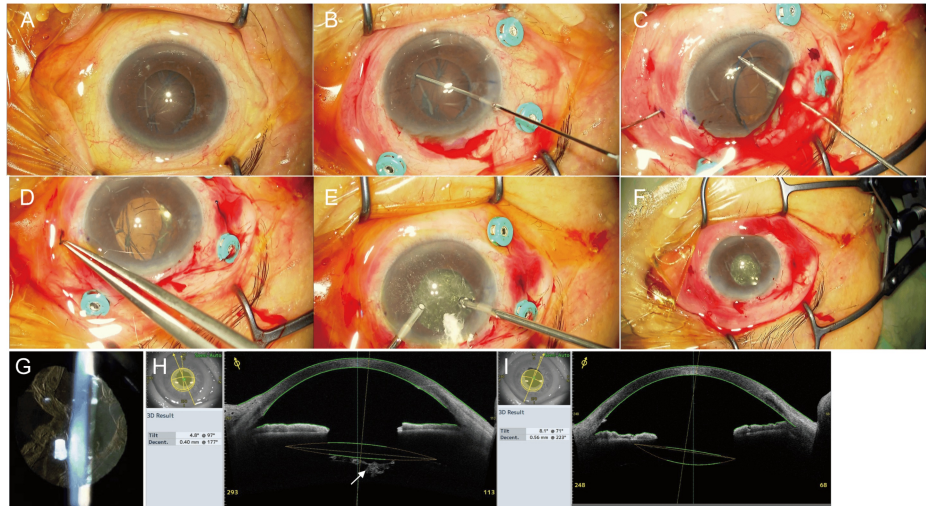 A
B
C
D
E
F
G
H
3D Result
Tilt 4.8° @ 97°
Decent. 0.40 mm @ 177°
293
113
I
3D Result
Tilt 8.1° @ 71°
Decent. 0.56 mm @ 223°
248
68